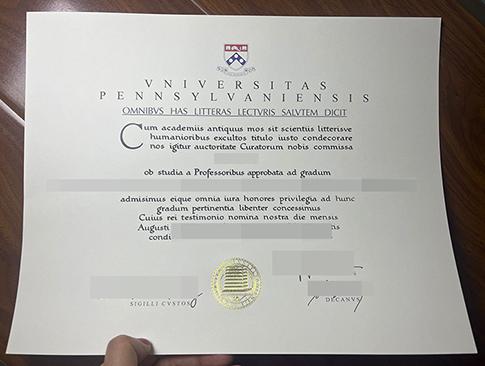 VNIVERSITAS
PENNSYLVANIENSIS
OMNIBVS HAS LITTERAS LECTVRIS SALVTEM DICIT
Cum academiis antiquus mos sit scientiis litterisve
humanioribus excultos titulo iusto condecorare
nos igitur auctoritate Curatorum nobis commissa
ob studia a Professoribus approbata ad gradum
admisimus eique omnia iura honores privilegia ad hunc
gradum pertinentia libenter concessimus
Cuius rei testimonio nomina nostra die mensis
Augusti
condi
SIGILLI CVSTOS
DECANVS